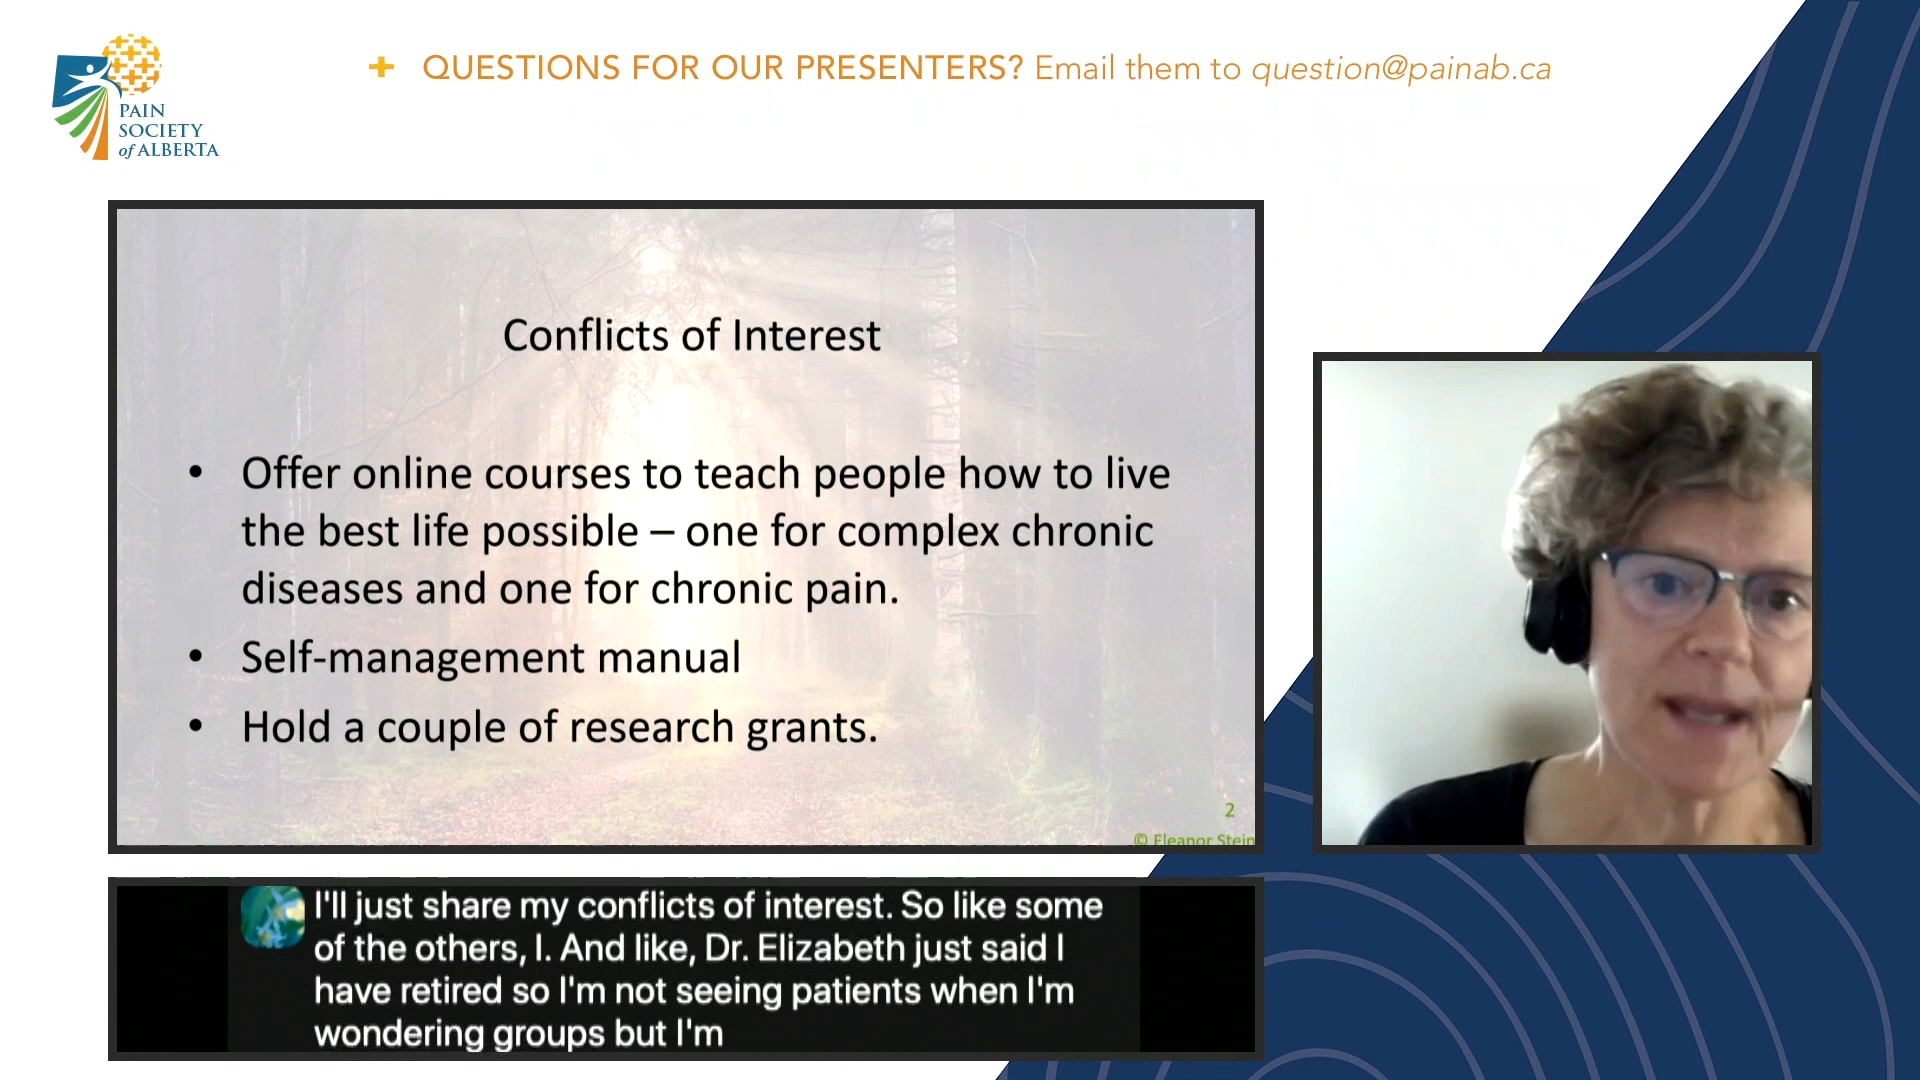 PAIN
SOCIETY
of ALBERTA
QUESTIONS FOR OUR PRESENTERS? Email them to question@painab.ca
Conflicts of Interest
• Offer online courses to teach people how to live
the best life possible – one for complex chronic
diseases and one for chronic pain.
• Self-management manual
• Hold a couple of research grants.
2
© Eleanor Stein
I'll just share my conflicts of interest. So like some
of the others, I. And like, Dr. Elizabeth just said I
have retired so I'm not seeing patients when I'm
wondering groups but I'm